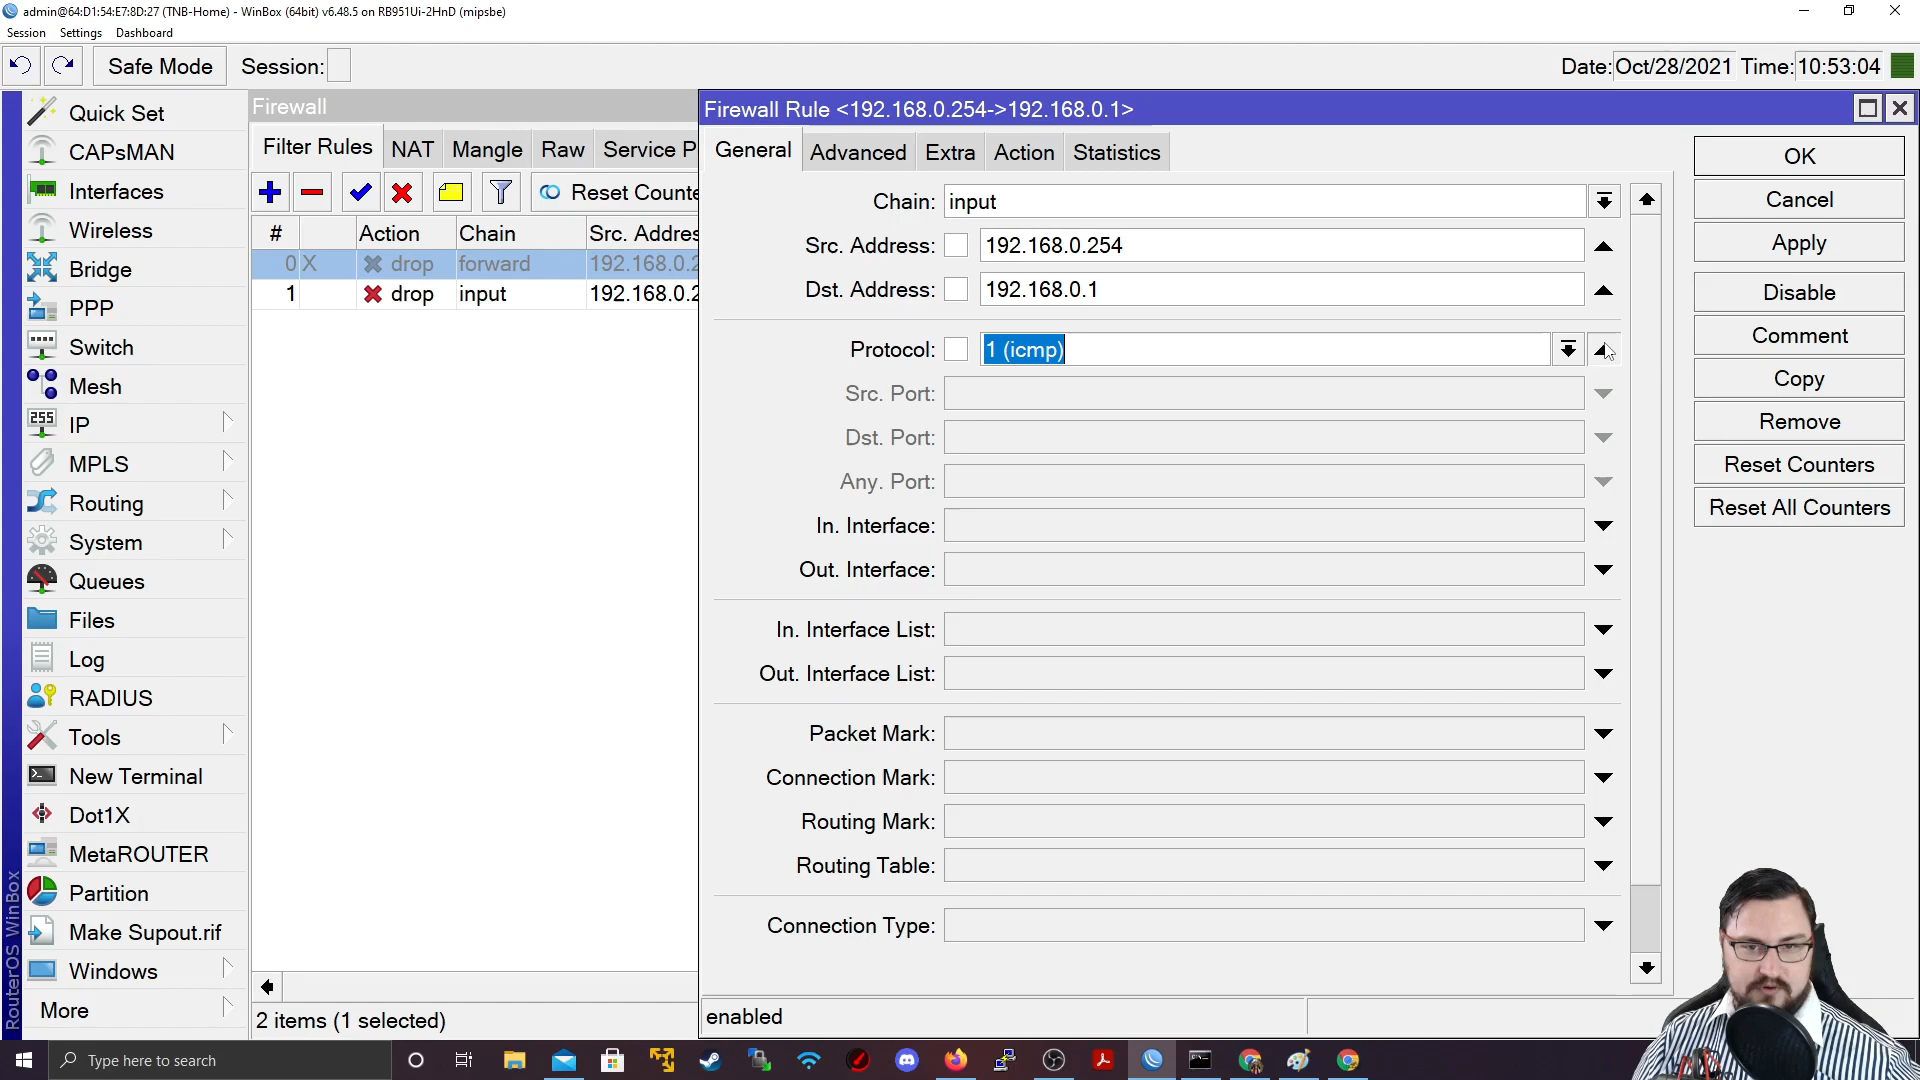 admin@64:D1:54:E7:8D:27 (TNB-Home) - WinBox (64bit) v6.48.5 on RB951Ui-2HnD (mipsbe)
Session Settings Dashboard
Safe Mode Session: Date: Oct/28/2021 Time: 10:53:04
Quick Set
CAPsMAN
Interfaces
Wireless
Bridge
PPP
Switch
Mesh
255
IP
MPLS
Routing
System
Queues
Files
Log
RADIUS
Tools
New Terminal
Dot1X
MetaROUTER
Partition
Make Supout.rif
Windows
More
RouterOS WinBox
Firewall
Filter Rules NAT Mangle Raw Service P
Reset Counte
# Action Chain Src. Addres
0 X drop forward 192.168.0.2
1 drop input 192.168.0.2
2 items (1 selected)
Firewall Rule <192.168.0.254->192.168.0.1>
General Advanced Extra Action Statistics
Chain: input
Src. Address: 192.168.0.254
Dst. Address: 192.168.0.1
Protocol: 1 (icmp)
Src. Port:
Dst. Port:
Any. Port:
In. Interface:
Out. Interface:
In. Interface List:
Out. Interface List:
Packet Mark:
Connection Mark:
Routing Mark:
Routing Table:
Connection Type:
enabled
OK
Cancel
Apply
Disable
Comment
Copy
Remove
Reset Counters
Reset All Counters
Type here to search